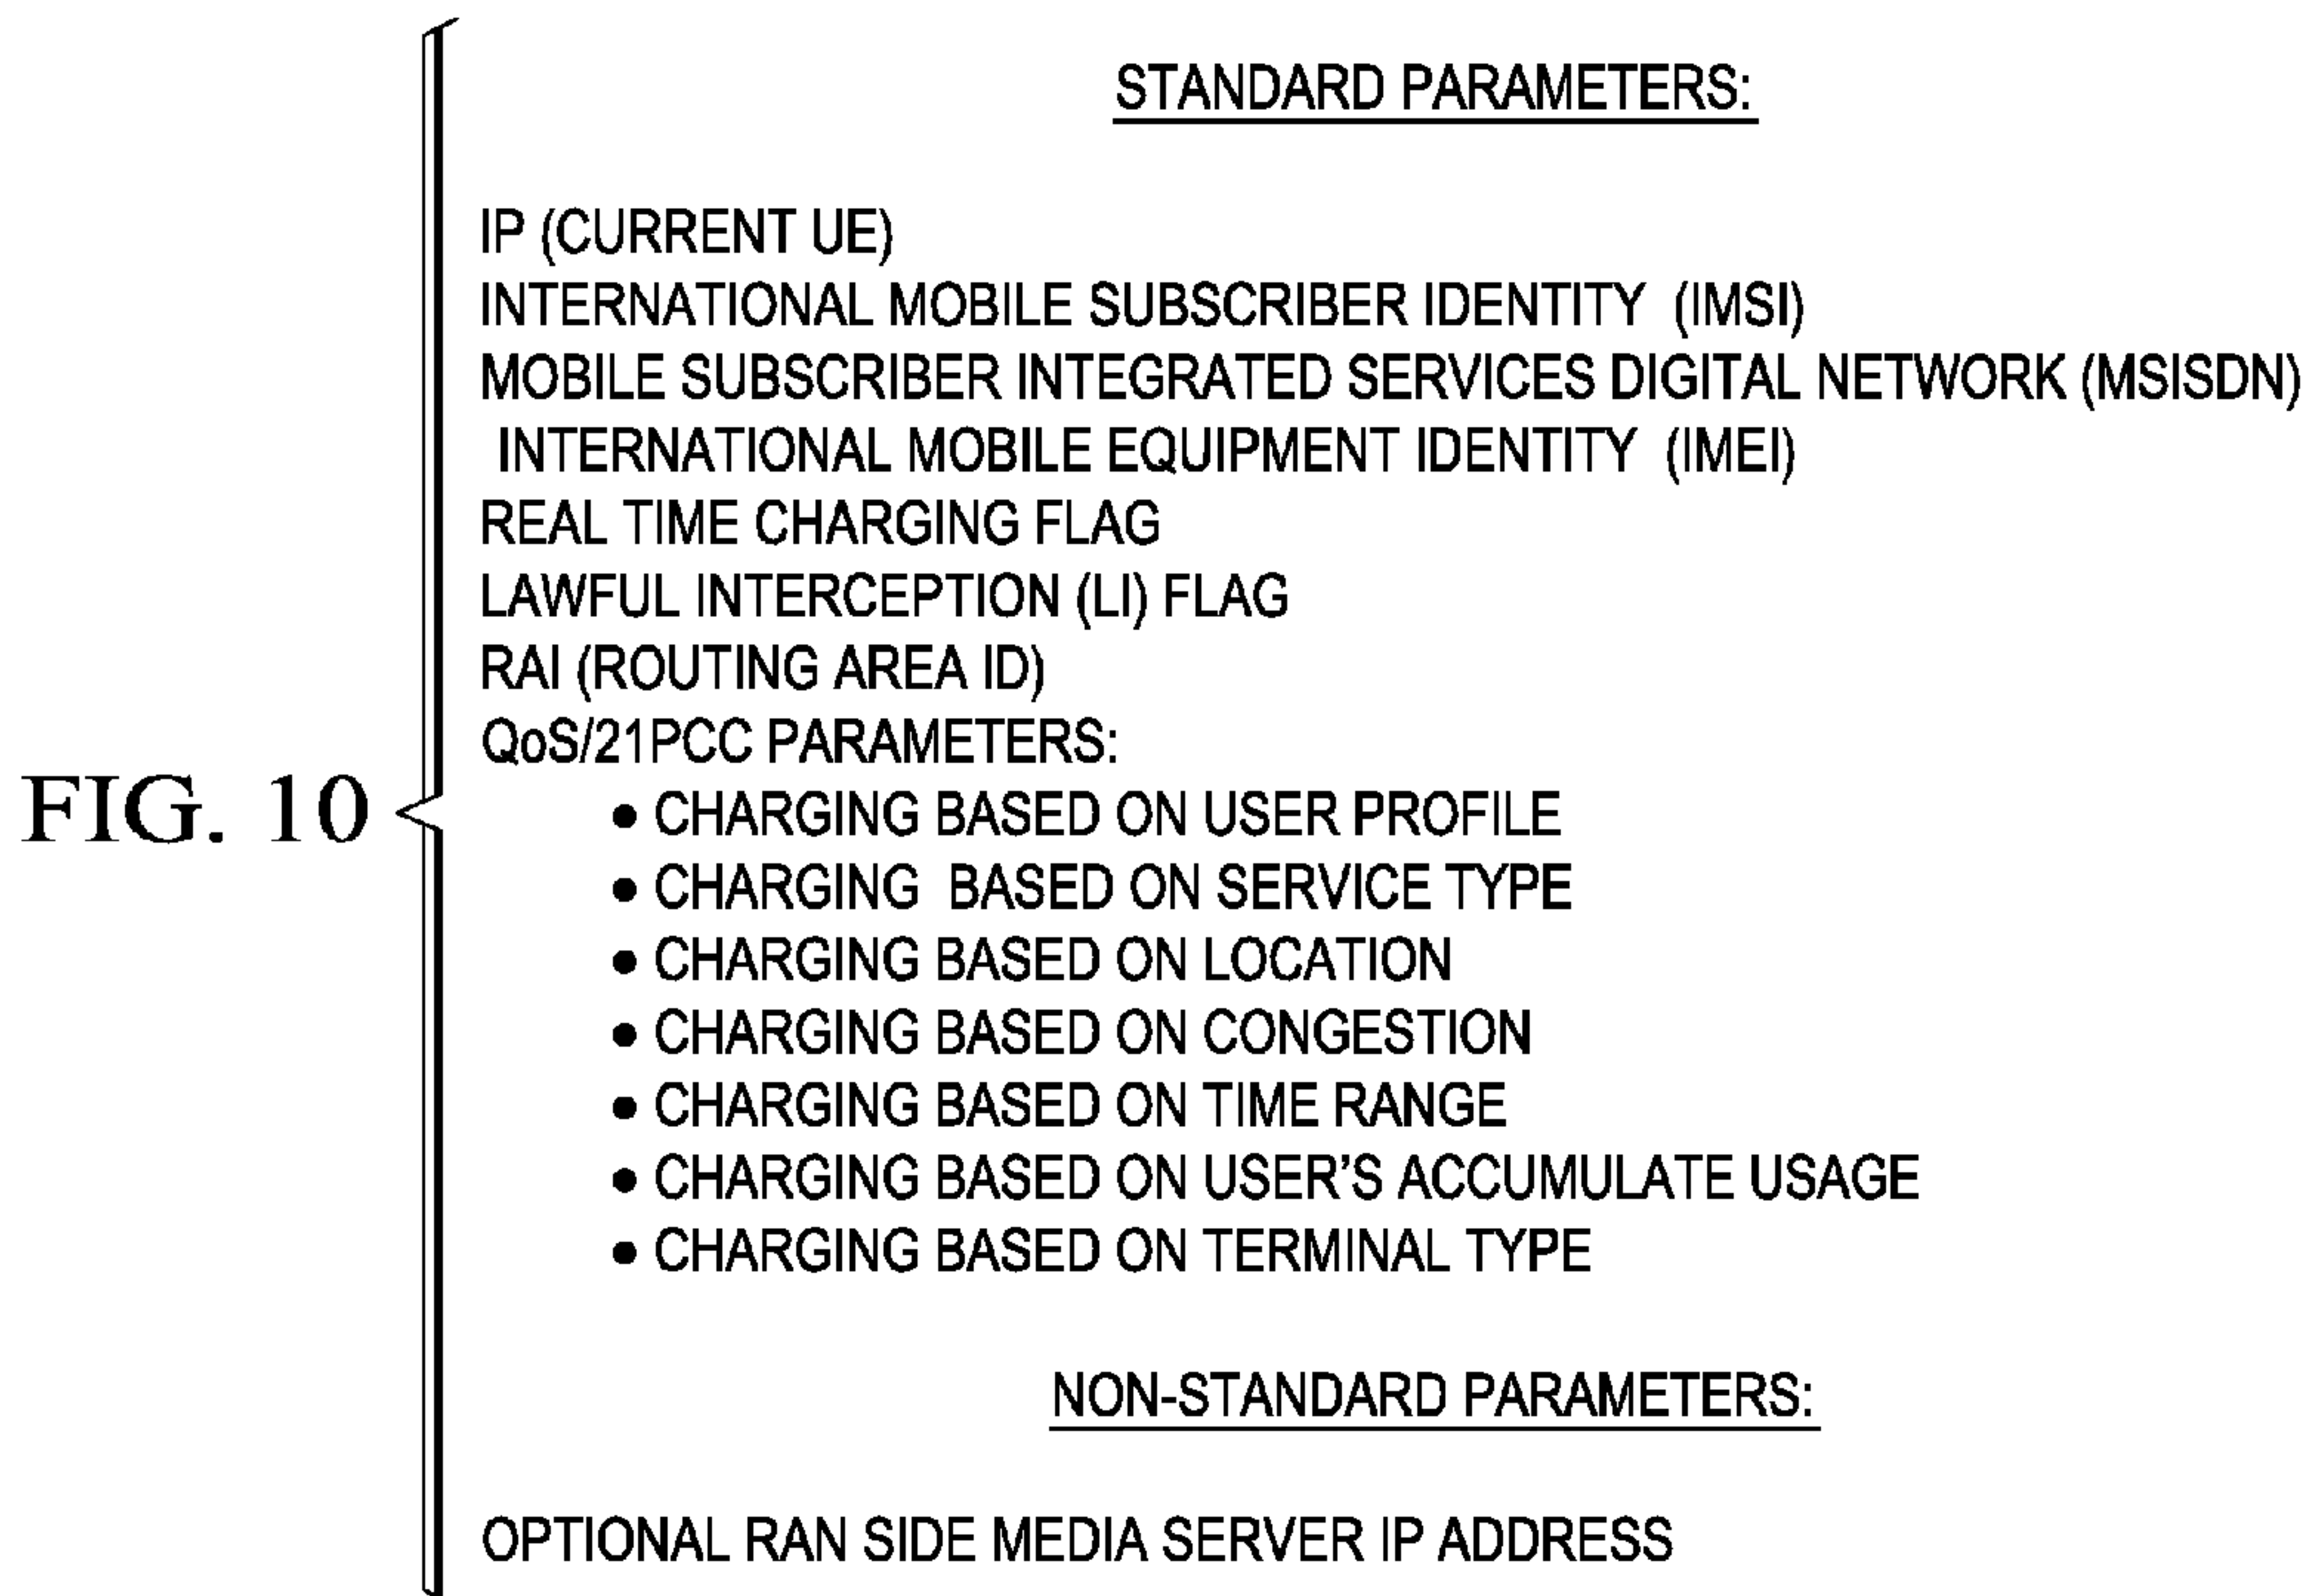 STANDARD PARAMETERS:
IP (CURRENT UE)
INTERNATIONAL MOBILE SUBSCRIBER IDENTITY (IMSI)
MOBILE SUBSCRIBER INTEGRATED SERVICES DIGITAL NETWORK (MSISDN)
INTERNATIONAL MOBILE EQUIPMENT IDENTITY (IMEI)
REAL TIME CHARGING FLAG
LAWFUL INTERCEPTION (LI) FLAG
RAI (ROUTING AREA ID)
QoS/21PCC PARAMETERS:
• CHARGING BASED ON USER PROFILE
• CHARGING BASED ON SERVICE TYPE
• CHARGING BASED ON LOCATION
• CHARGING BASED ON CONGESTION
• CHARGING BASED ON TIME RANGE
• CHARGING BASED ON USER’S ACCUMULATE USAGE
• CHARGING BASED ON TERMINAL TYPE
NON-STANDARD PARAMETERS:
OPTIONAL RAN SIDE MEDIA SERVER IP ADDRESS
FIG. 10